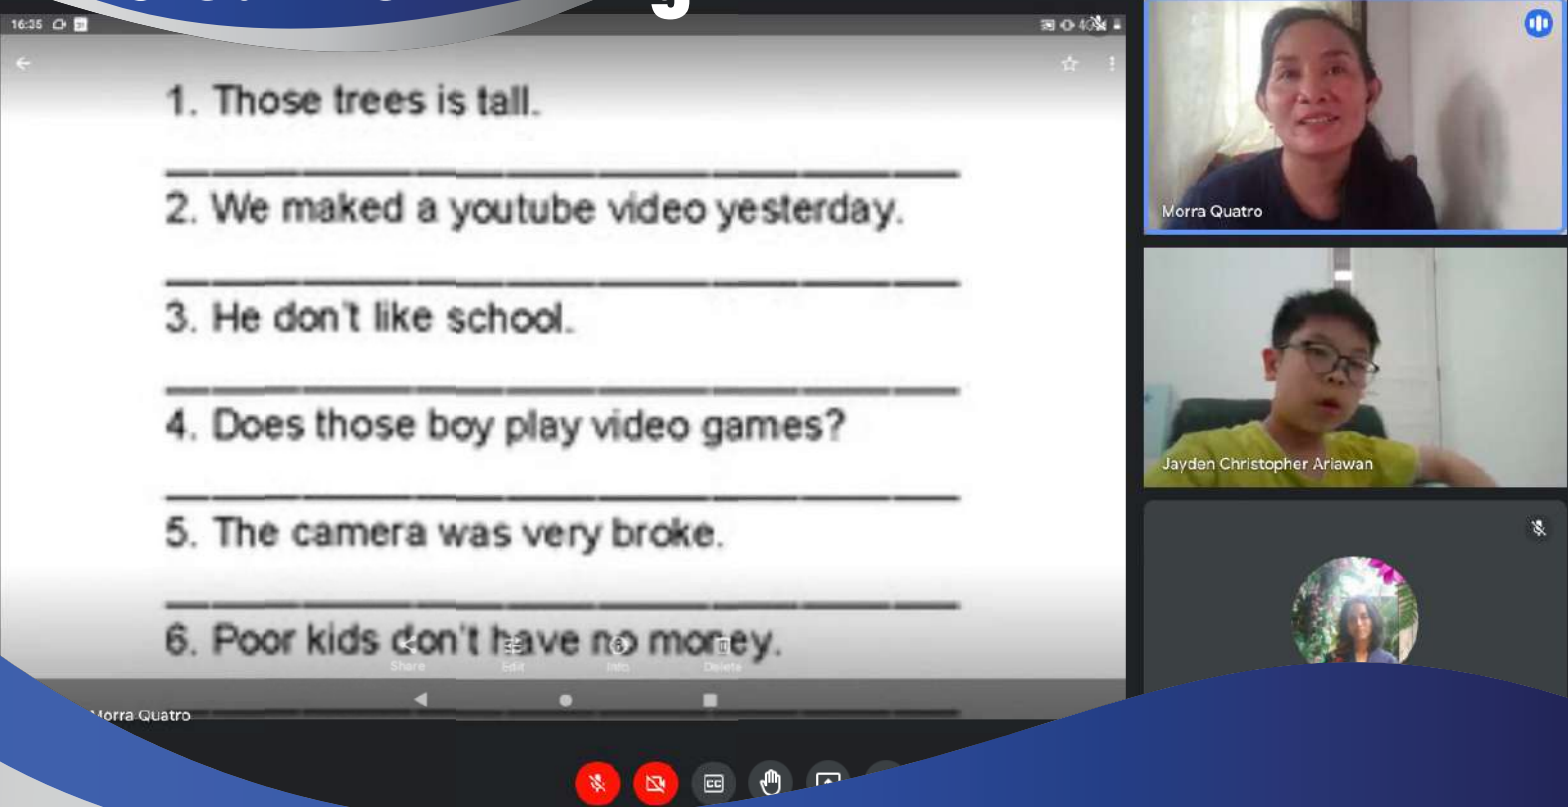 16:35
1. Those trees is tall.
2. We maked a youtube video yesterday.
3. He don't like school.
4. Does those boy play video games?
5. The camera was very broke.
6. Poor kids don't have no money.
Share Edit Info Delete
Morra Quatro
CC
Morra Quatro
Jayden Christopher Ariawan